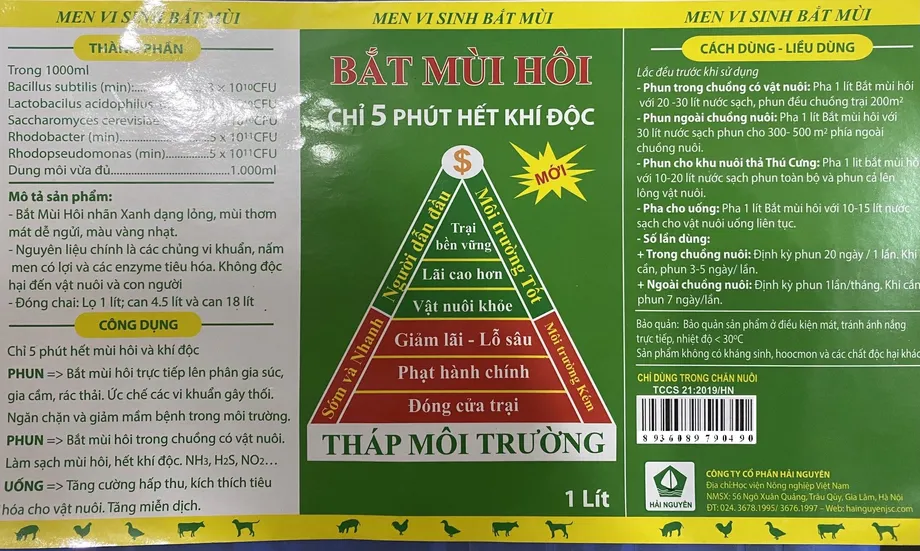 MEN VI SINH BẮT MÙI
THÀNH PHẦN
Trong 1000ml
Bacillus subtilis (min):............3 x 10¹⁰CFU
Lactobacillus acidophilus
Saccharomyces cerevisiae
Rhodobacter (min)......................5 x 10¹¹CFU
Rhodopseudomonas (min)............5 x 10¹¹CFU
Dung môi vừa đủ..........................1.000ml
Mô tả sản phẩm:
- Bắt Mùi Hôi nhãn Xanh dạng lỏng, mùi thơm
mát dễ ngửi, màu vàng nhạt.
- Nguyên liệu chính là các chủng vi khuẩn, nấm
men có lợi và các enzyme tiêu hóa. Không độc
hại đến vật nuôi và con người
- Đóng chai: Lọ 1 lít; can 4.5 lít và can 18 lít
CÔNG DỤNG
Chỉ 5 phút hết mùi hôi và khí độc
PHUN => Bắt mùi hôi trực tiếp lên phân gia súc,
gia cầm, rác thải. Ức chế các vi khuẩn gây thối.
Ngăn chặn và giảm mầm bệnh trong môi trường.
PHUN => Bắt mùi hôi trong chuồng có vật nuôi.
Làm sạch mùi hôi, hết khí độc. NH₃, H₂S, NO₂...
UỐNG => Tăng cường hấp thu, kích thích tiêu
hóa cho vật nuôi. Tăng miễn dịch.
MEN VI SINH BẮT MÙI
BẮT MÙI HÔI
CHỈ 5 PHÚT HẾT KHÍ ĐỘC
$
MỚI
Người dẫn đầu
Môi trường Tốt
Trại
bền vững
Lãi cao hơn
Vật nuôi khỏe
Sớm và Nhanh
Môi trường Kém
Giảm lãi - Lỗ sâu
Phạt hành chính
Đóng cửa trại
THÁP MÔI TRƯỜNG
1 Lít
MEN VI SINH BẮT MÙI
CÁCH DÙNG - LIỀU DÙNG
Lắc đều trước khi sử dụng
- Phun trong chuồng có vật nuôi: Pha 1 lít Bắt mùi hôi
với 20 -30 lít nước sạch, phun đều chuồng trại 200m²
- Phun ngoài chuồng nuôi: Pha 1 lít Bắt mùi hôi với
30 lít nước sạch phun cho 300- 500 m² phía ngoài
chuồng nuôi.
- Phun cho khu nuôi thả Thú Cưng: Pha 1 lít bắt mùi hô
với 10-20 lít nước sạch phun toàn bộ và phun cả lên
lông vật nuôi.
- Pha cho uống: Pha 1 lít Bắt mùi hôi với 10-15 lít nước
sạch cho vật nuôi uống liên tục.
- Số lần dùng:
+ Trong chuồng nuôi: Định kỳ phun 20 ngày / 1 lần. Khi
cần, phun 3-5 ngày/ lần.
+ Ngoài chuồng nuôi: Định kỳ phun 1lần/tháng. Khi cần
phun 7 ngày/lần.
Bảo quản: Bảo quản sản phẩm ở điều kiện mát, tránh ánh nắng
trực tiếp, nhiệt độ < 30⁰C
Sản phẩm không có kháng sinh, hoocmon và các chất độc hại khác
CHỈ DÙNG TRONG CHĂN NUÔI
TCCS 21:2019/HN
8 936089 790490
HẢI NGUYÊN
CÔNG TY CỔ PHẦN HẢI NGUYÊN
Địa chỉ:Học viện Nông nghiệp Việt Nam
NMSX: 56 Ngô Xuân Quảng, Trâu Qùy, Gia Lâm, Hà Nội
ĐT: 024. 3678.1995/ 3676.1997 – Web: hainguyenjsc.com